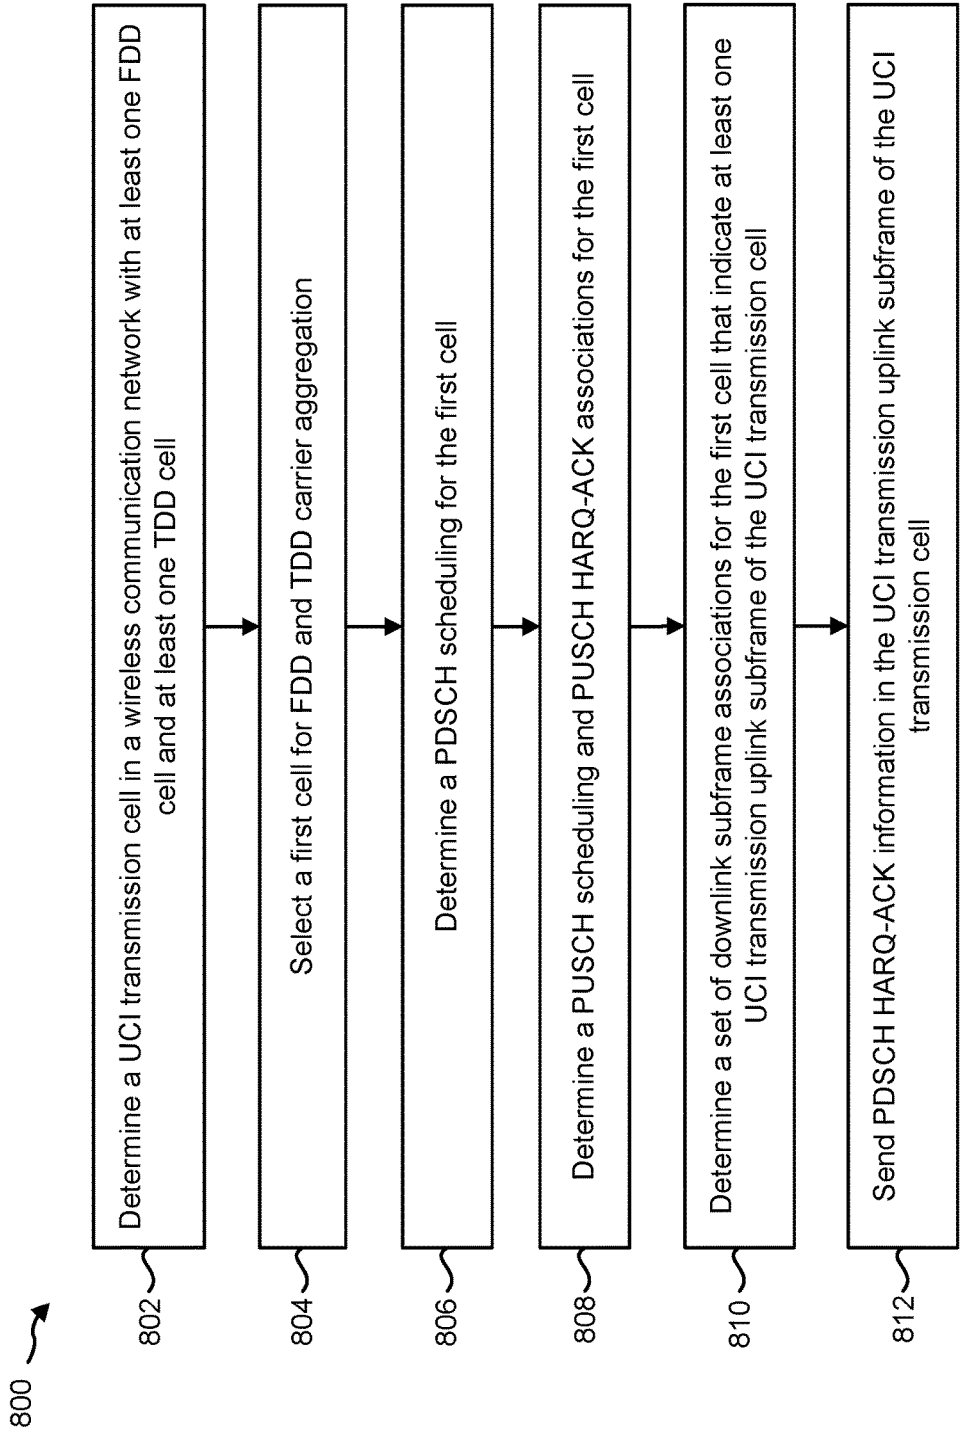 800
802
Determine a UCI transmission cell in a wireless communication network with at least one FDD
cell and at least one TDD cell
804
Select a first cell for FDD and TDD carrier aggregation
806
Determine a PDSCH scheduling for the first cell
808
Determine a PUSCH scheduling and PUSCH HARQ-ACK associations for the first cell
810
Determine a set of downlink subframe associations for the first cell that indicate at least one
UCI transmission uplink subframe of the UCI transmission cell
812
Send PDSCH HARQ-ACK information in the UCI transmission uplink subframe of the UCI
transmission cell